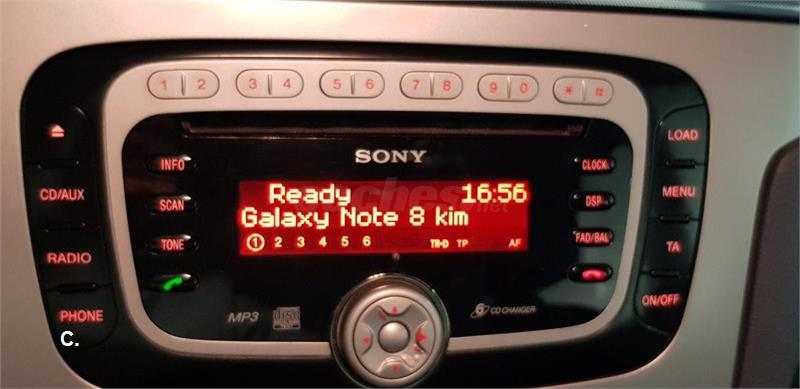 1 2 3 4 5 6 7 8 9 0 * #
LOAD
SONY
INFO
CLOCK
CD/AUX
MENU
Ready 16:56
SCAN
DSP
Galaxy Note 8 kim
TONE
1 2 3 4 5 6 TP AF
FAD/BAL
RADIO
TA
ON/OFF
PHONE
MP3
6 CD CHANGER
C.